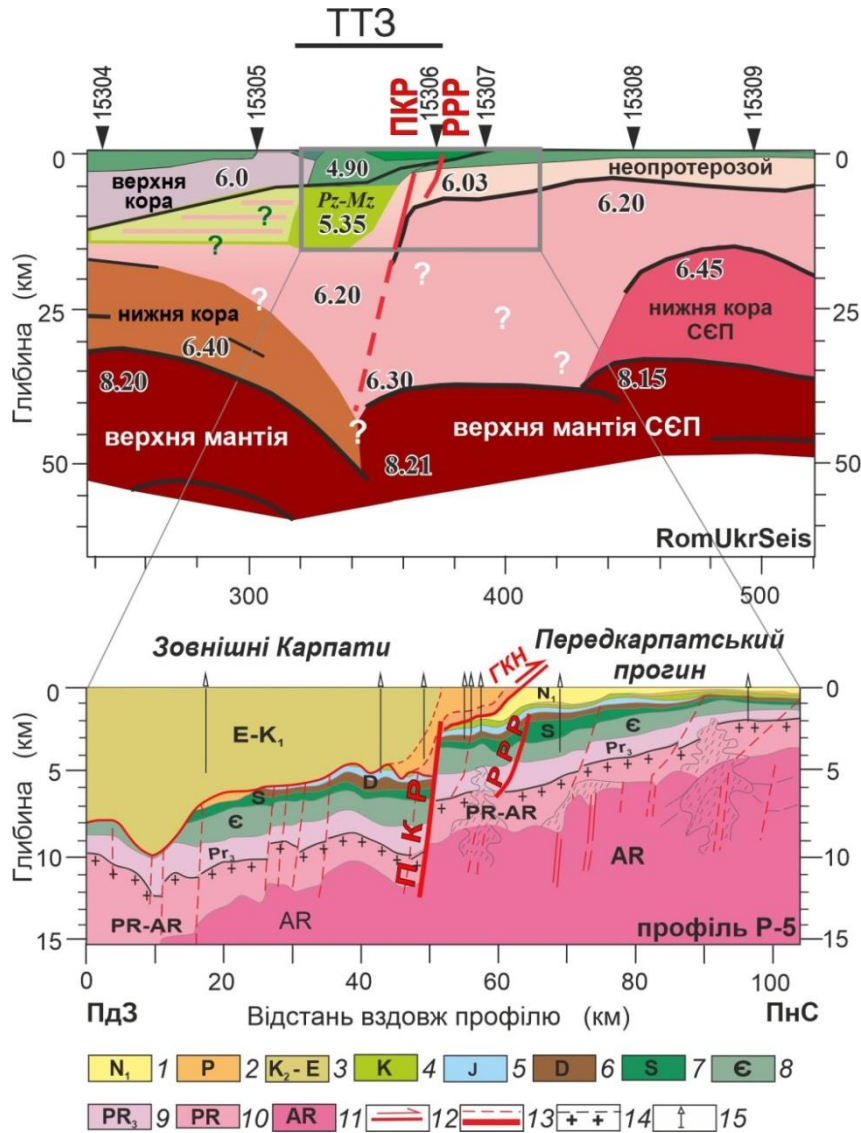 ТТЗ
15304
15305
ПКР
15306
РРР
15307
15308
15309
0
верхня
кора
6.0
4.90
Pz-Mz
5.35
6.03
неопротерозой
0
6.20
?
?
25
?
6.20
?
?
6.45
нижня кора
СЄП
25
нижня кора
6.40
6.30
?
8.20
?
8.15
верхня мантія
верхня мантія СЄП
8.21
50
50
Глибина (км)
RomUkrSeis
300
400
500
Зовнішні Карпати
Передкарпатський
прогин
ГКН
0
N₁
0
E-K₁
S
Є
5
D
Pr₃
5
S
Є
РРР
PR-AR
Pr₃
ПКР
10
AR
10
PR-AR
AR
15
профіль Р-5
15
Глибина (км)
0
20
40
60
80
100
ПдЗ
Відстань вздовж профілю (км)
ПнС
N₁ 1 P 2 K₂-E 3 K 4 J 5 D 6 S 7 Є 8
PR₃ 9 PR 10 AR 11 12 13 14 15